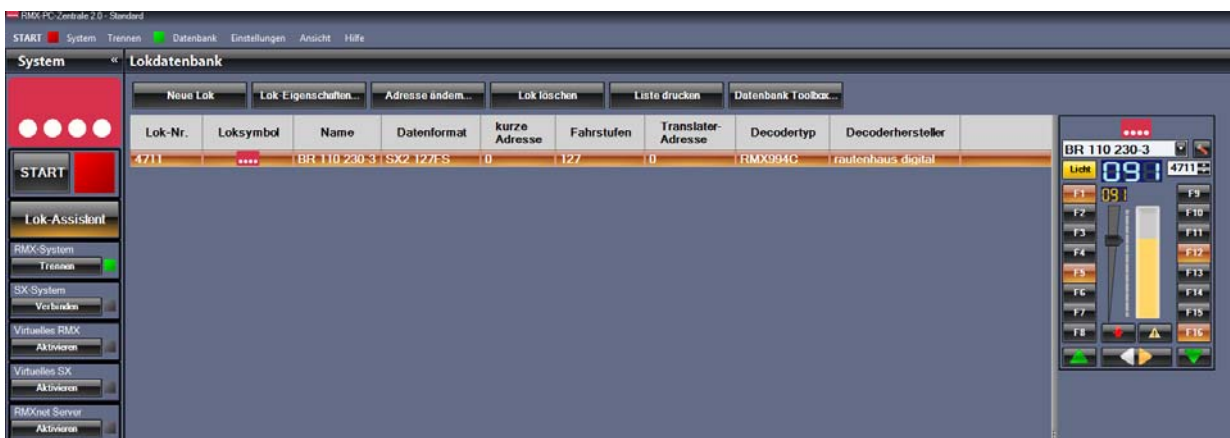 RMX-PC-Zentrale 2.0 - Standard
START System Trennen Datenbank Einstellungen Ansicht Hilfe
System «
Lokdatenbank
Neue Lok Lok-Eigenschaften... Adresse ändern... Lok löschen Liste drucken Datenbank Toolbox...
Lok-Nr. Loksymbol Name Datenformat kurze Adresse Fahrstufen Translater-Adresse Decodertyp Decoderhersteller
4711 BR 110 230-3 SX2 127FS 0 127 0 RMX994C rautenhaus digital
START
Lok-Assistent
RMX-System
Trennen
SX-System
Verbinden
Virtuelles RMX
Aktivieren
Virtuelles SX
Aktivieren
RMXnet Server
Aktivieren
BR 110 230-3
Licht 091 4711
F1 091 F9
F2 F10
F3 F11
F4 F12
F5 F13
F6 F14
F7 F15
F8 F16